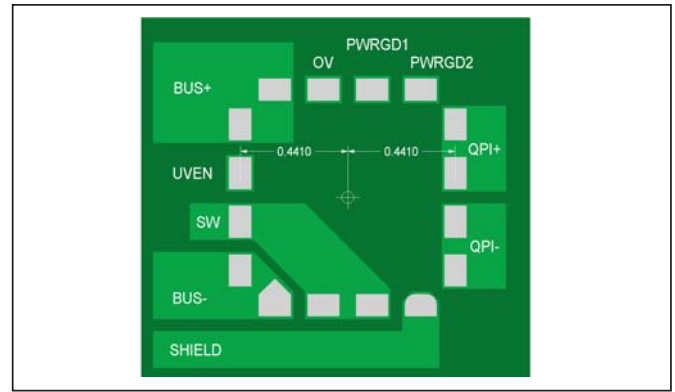 PWRGD1
OV
PWRGD2
BUS+
0.4410
0.4410
QPI+
UVEN
SW
QPI-
BUS-
SHIELD